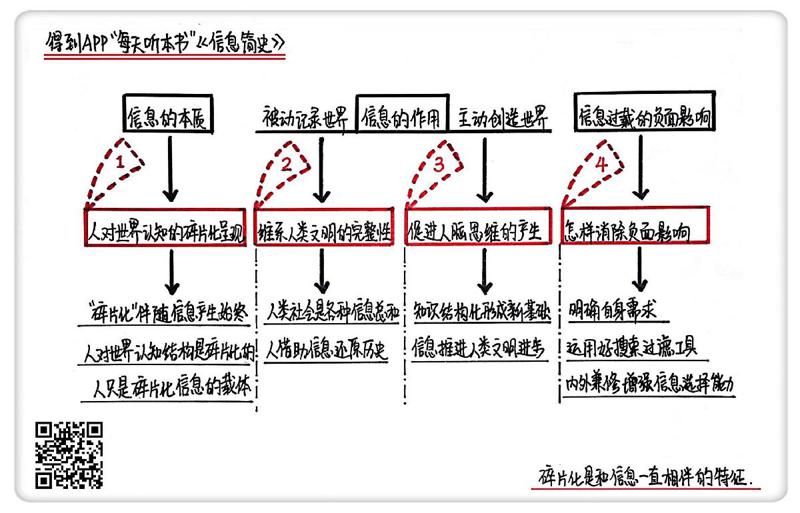 得到APP"每天听本书"《信息简史》
信息的本质
被动记录世界 信息的作用 主动创造世界
信息过载的负面影响
1
2
3
4
人对世界认知的碎片化呈现
维系人类文明的完整性
促进人脑思维的产生
怎样消除负面影响
"碎片化"伴随信息产生始终
人对世界认知结构是碎片化的
人只是碎片化信息的载体
人类社会是各种信息总和
人借助信息还原历史
知识结构化形成新基础
信息推进人类文明进步
明确自身需求
运用好搜索过滤工具
内外兼修增强信息选择能力
碎片化是和信息一直相伴的特征.